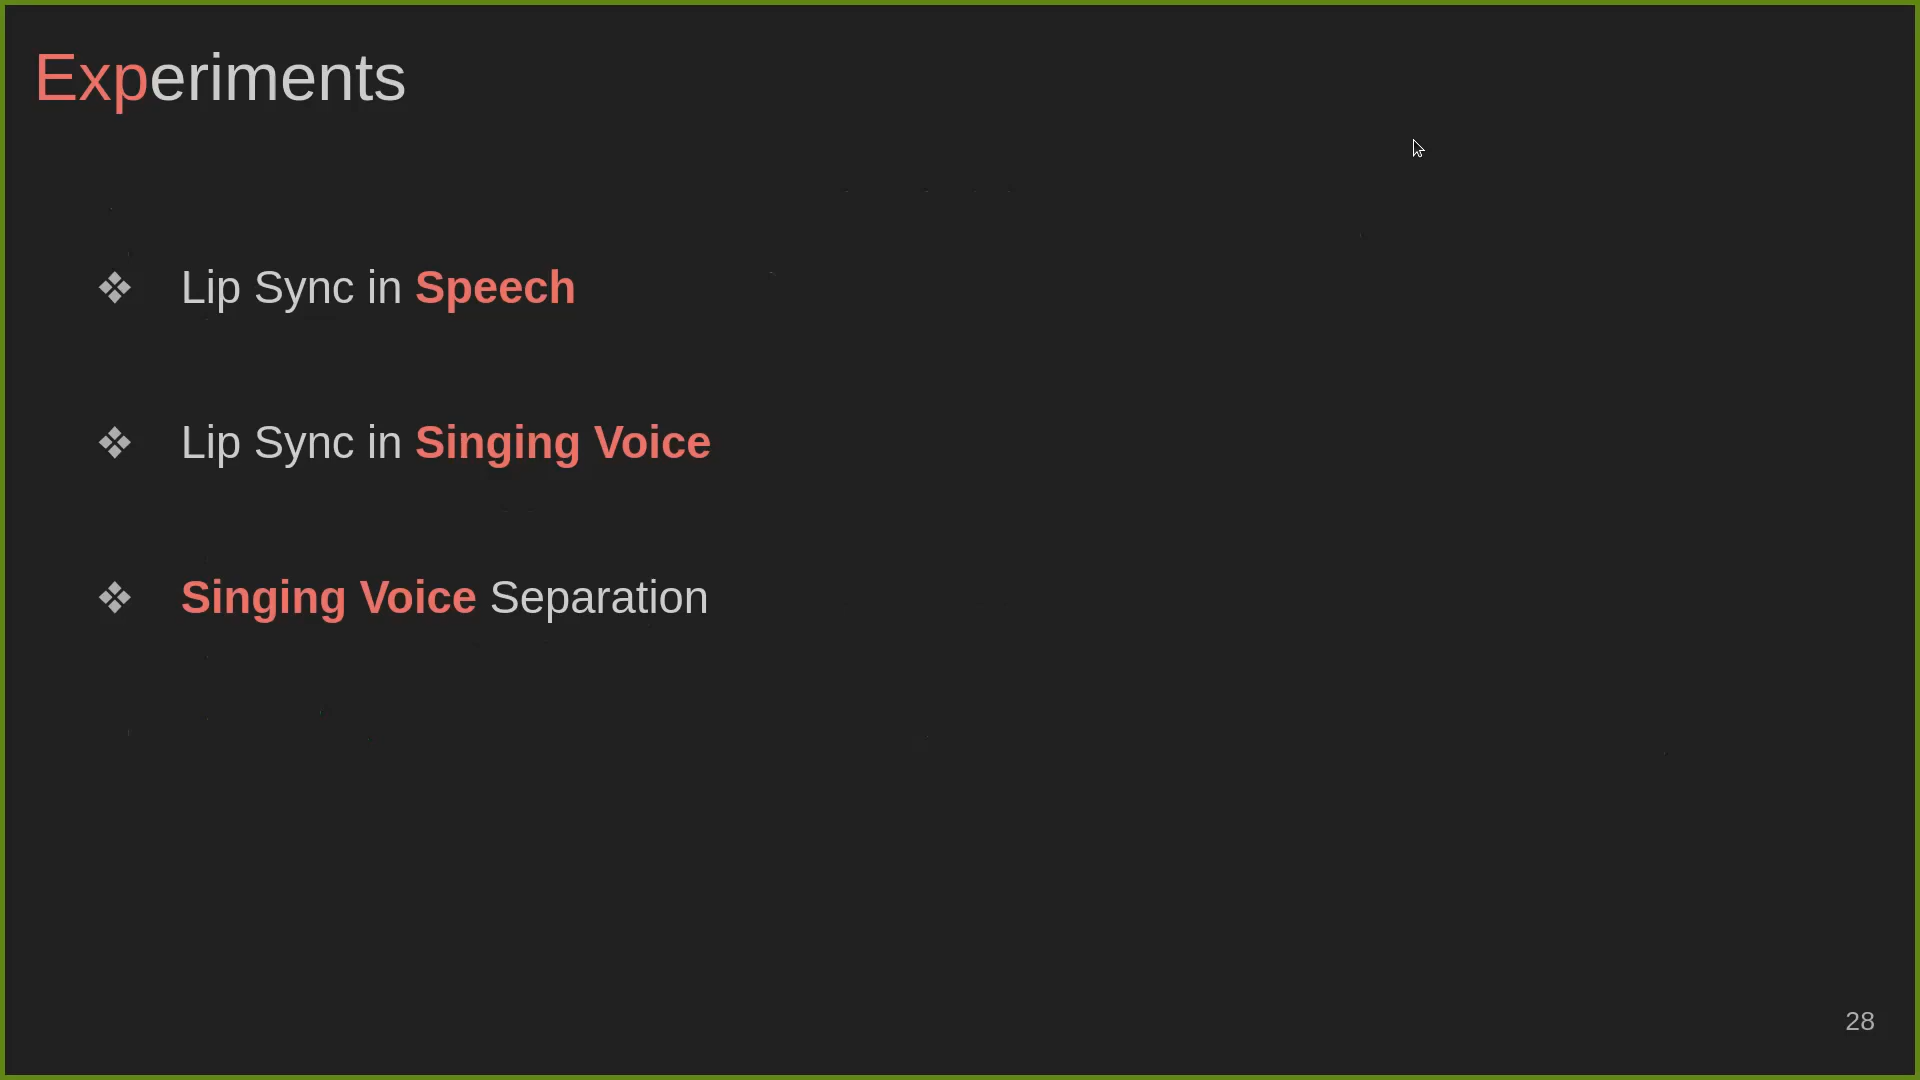 Experiments
❖ Lip Sync in Speech
❖ Lip Sync in Singing Voice
❖ Singing Voice Separation
28